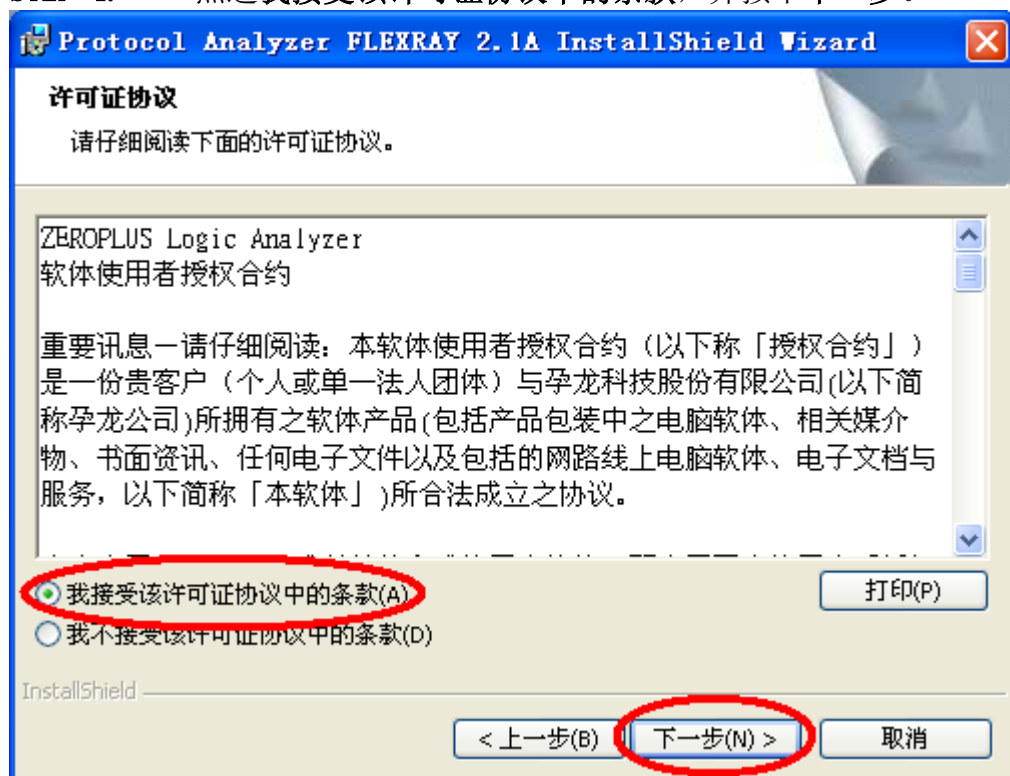 Protocol Analyzer FLEXRAY 2.1A InstallShield Wizard
许可证协议
请仔细阅读下面的许可证协议。
ZEROPLUS Logic Analyzer
软体使用者授权合约
重要讯息－请仔细阅读：本软体使用者授权合约（以下称「授权合约」）
是一份贵客户（个人或单一法人团体）与孕龙科技股份有限公司(以下简
称孕龙公司)所拥有之软体产品(包括产品包装中之电脑软体、相关媒介
物、书面资讯、任何电子文件以及包括的网路线上电脑软体、电子文档与
服务，以下简称「本软体」)所合法成立之协议。
我接受该许可证协议中的条款(A)
打印(P)
我不接受该许可证协议中的条款(D)
InstallShield
< 上一步(B)
下一步(N) >
取消